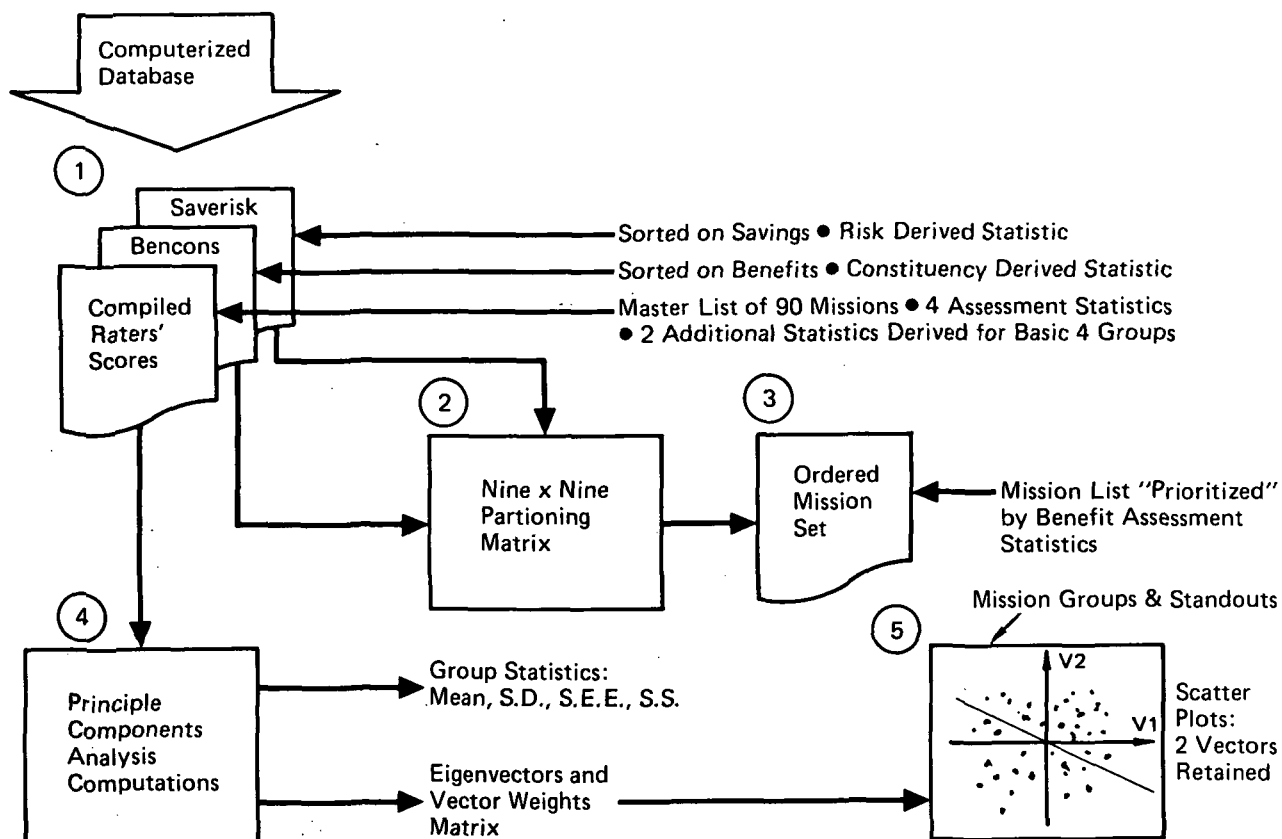 Computerized
Database
1
Saverisk
Bencons
Compiled
Raters'
Scores
Sorted on Savings ● Risk Derived Statistic
Sorted on Benefits ● Constituency Derived Statistic
Master List of 90 Missions ● 4 Assessment Statistics
● 2 Additional Statistics Derived for Basic 4 Groups
2
Nine x Nine
Partioning
Matrix
3
Ordered
Mission
Set
Mission List "Prioritized"
by Benefit Assessment
Statistics
4
Principle
Components
Analysis
Computations
Group Statistics:
Mean, S.D., S.E.E., S.S.
Eigenvectors and
Vector Weights
Matrix
5
Mission Groups & Standouts
V2
V1
Scatter
Plots:
2 Vectors
Retained